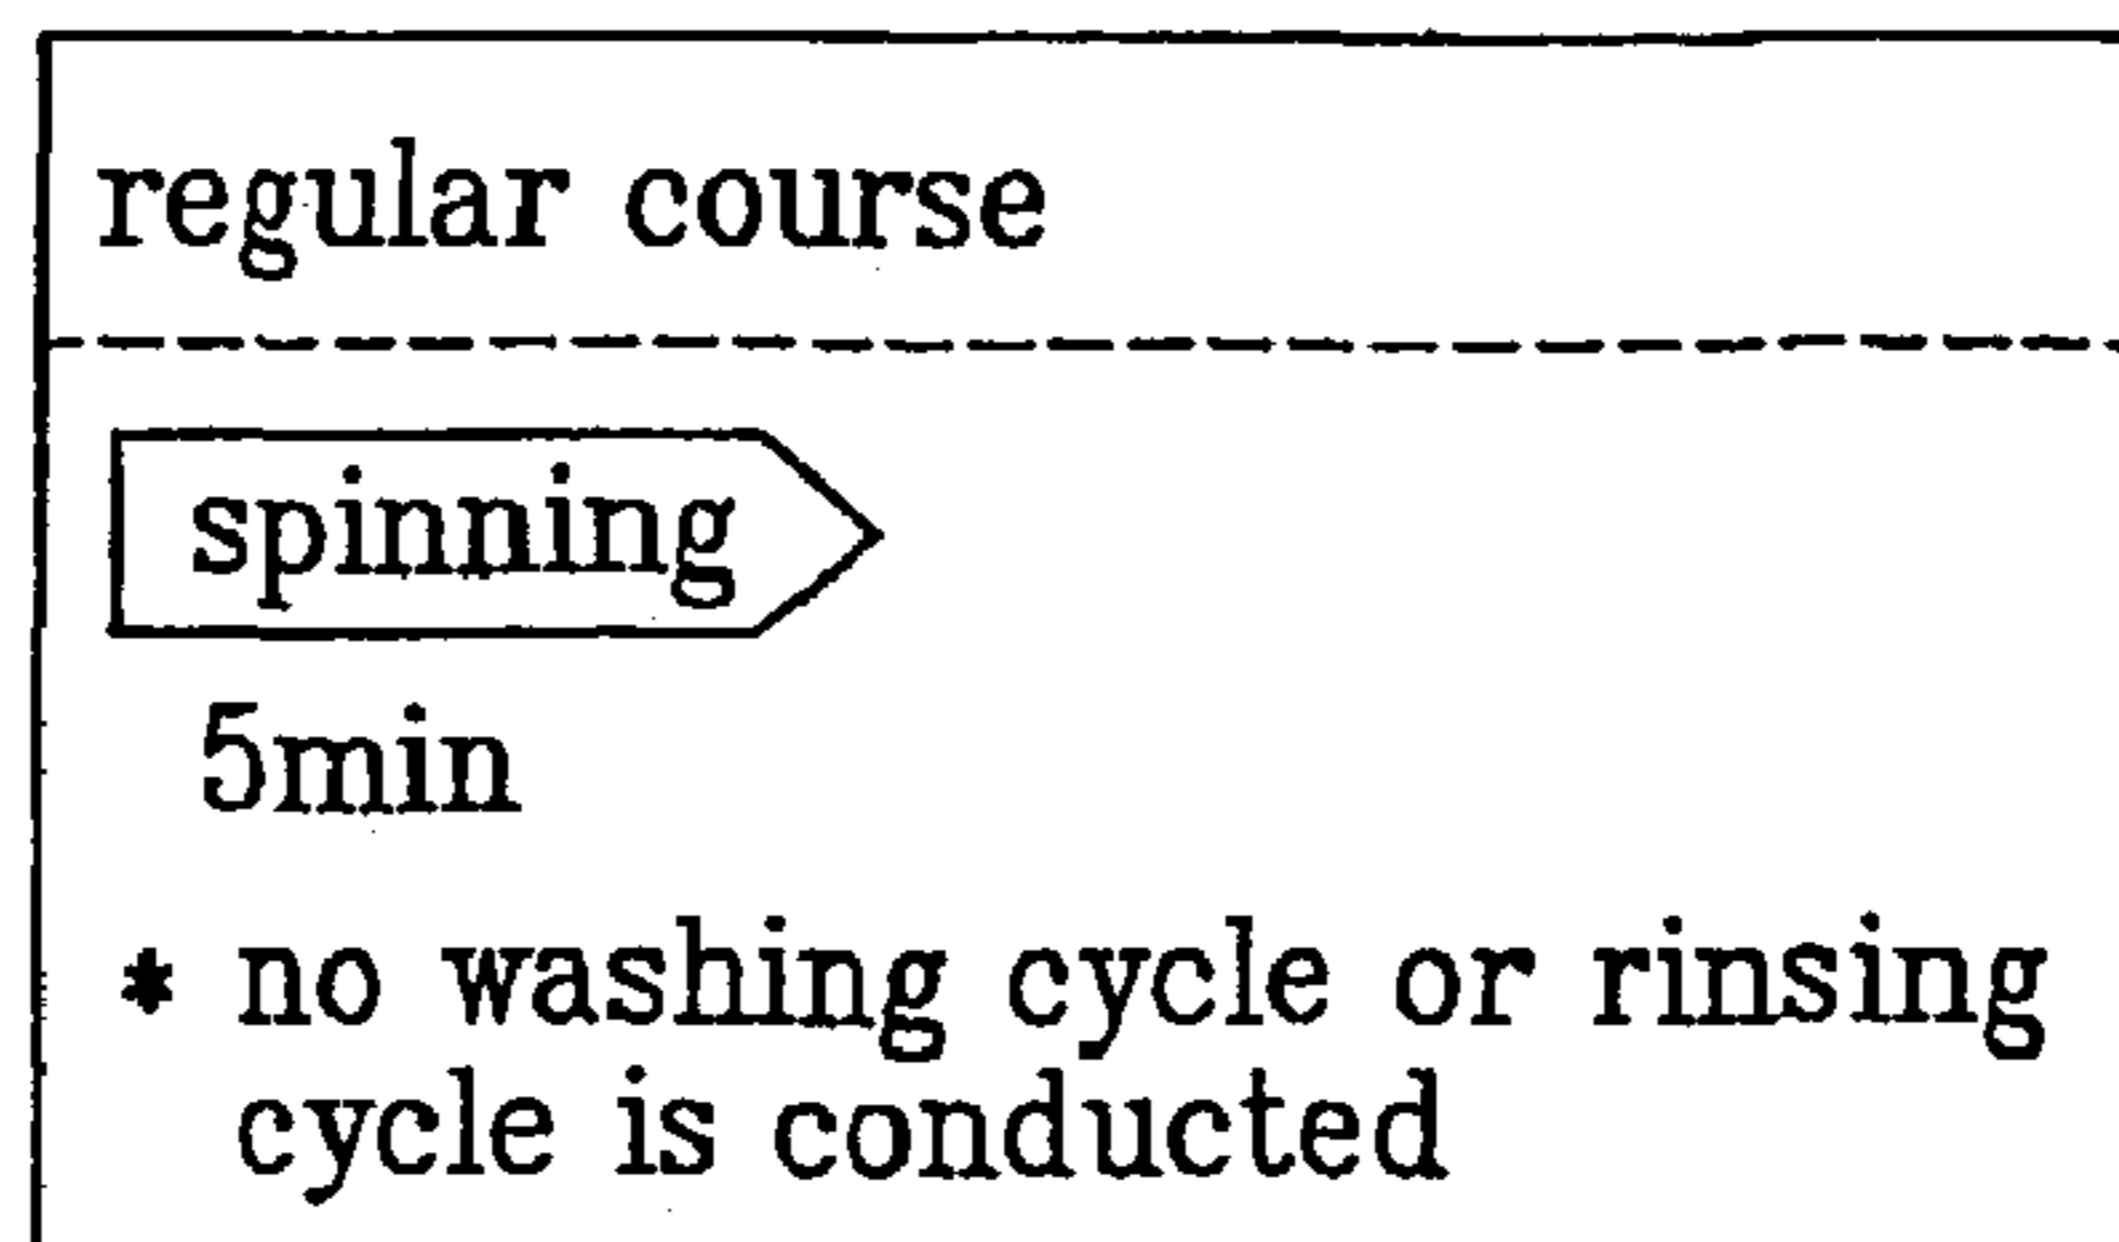 regular course
spinning
5min
* no washing cycle or rinsing
cycle is conducted